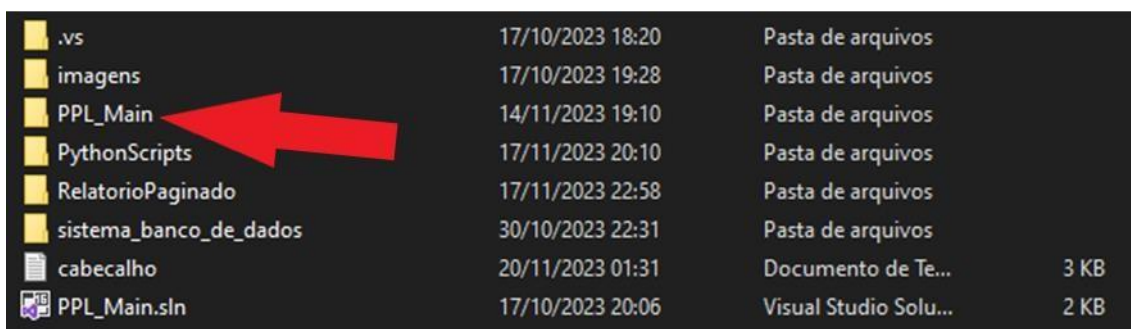 .vs 17/10/2023 18:20 Pasta de arquivos
imagens 17/10/2023 19:28 Pasta de arquivos
PPL_Main 14/11/2023 19:10 Pasta de arquivos
PythonScripts 17/11/2023 20:10 Pasta de arquivos
RelatorioPaginado 17/11/2023 22:58 Pasta de arquivos
sistema_banco_de_dados 30/10/2023 22:31 Pasta de arquivos
cabecalho 20/11/2023 01:31 Documento de Te... 3 KB
PPL_Main.sln 17/10/2023 20:06 Visual Studio Solu... 2 KB